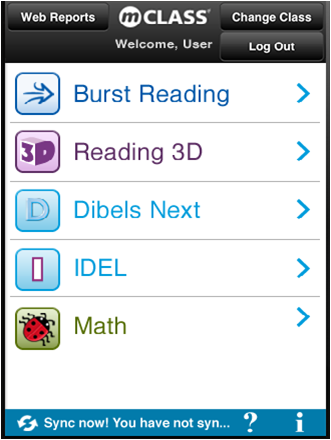 Web Reports
mCLASS®
Change Class
Welcome, User
Log Out
Burst Reading
3D
Reading 3D
D
Dibels Next
IDEL
Math
Sync now! You have not syn...
?
i